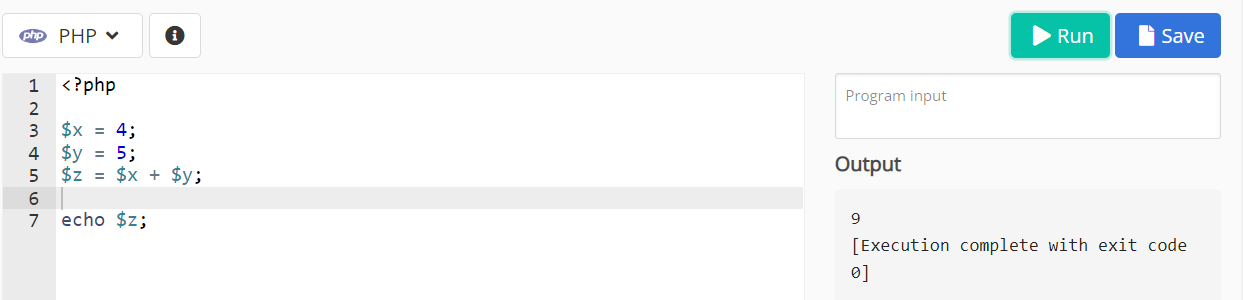 php PHP
Run Save
1 <?php
2
3 $x = 4;
4 $y = 5;
5 $z = $x + $y;
6
7 echo $z;
Program input
Output
9
[Execution complete with exit code
0]